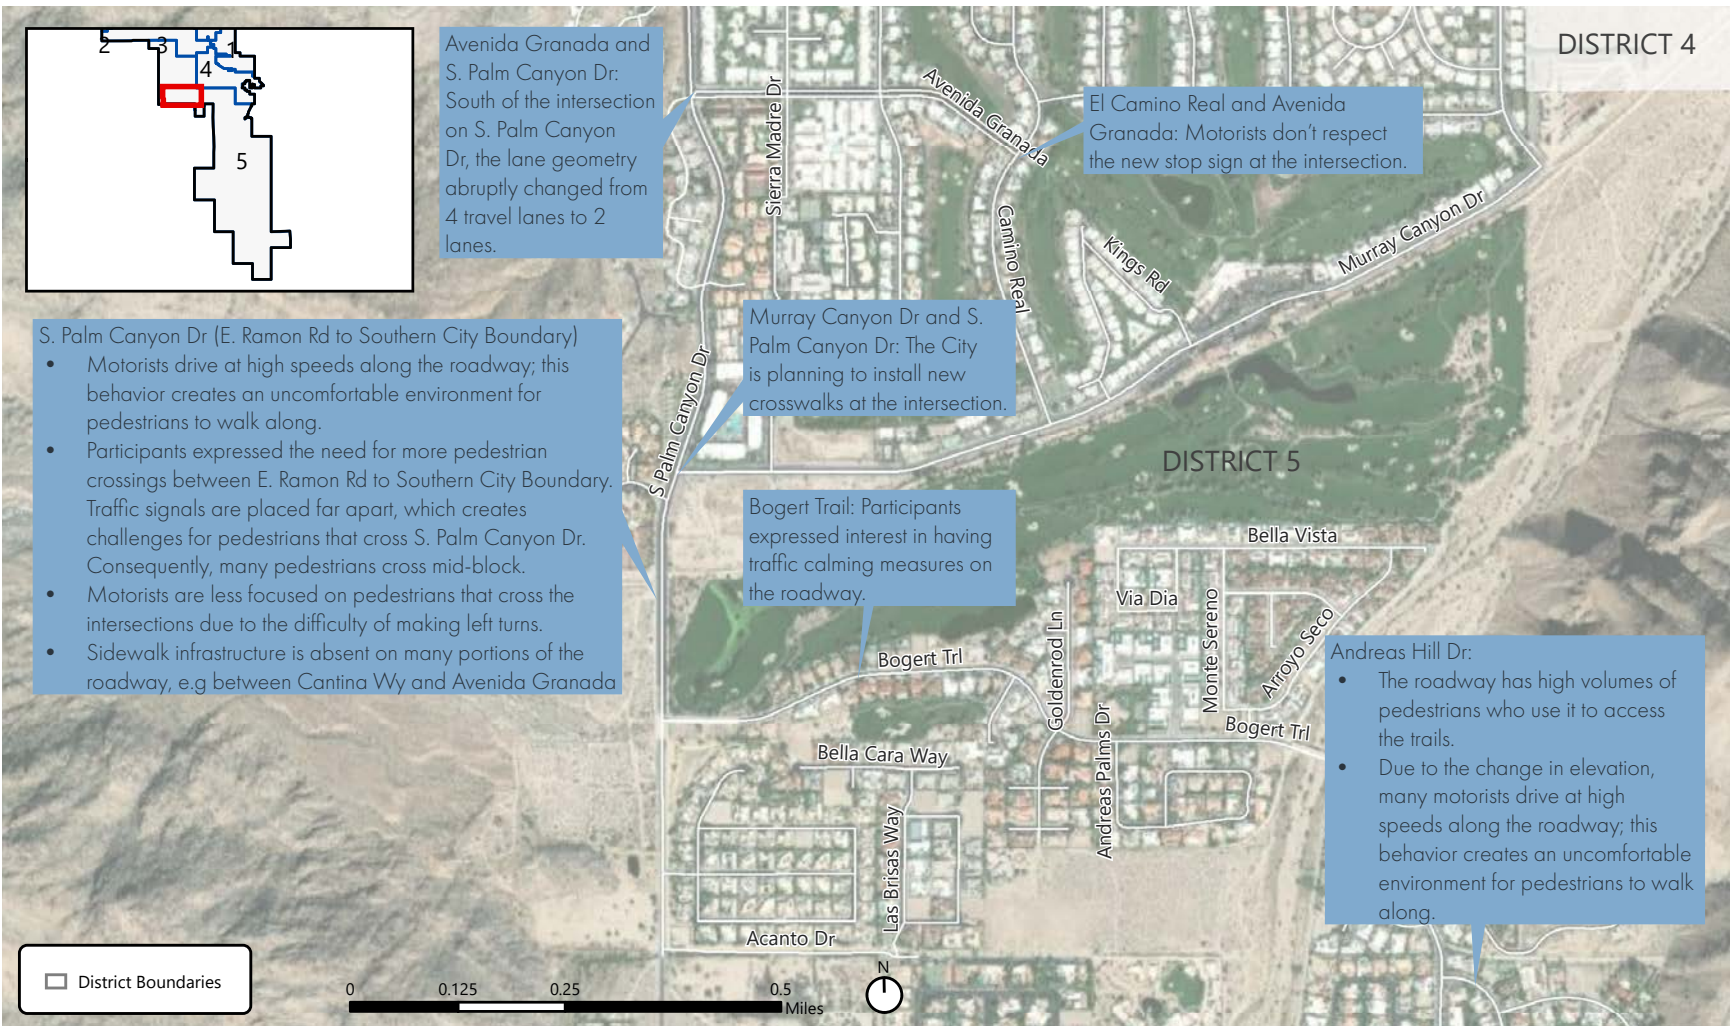 2
3
1
4
5
Avenida Granada and
S. Palm Canyon Dr:
South of the intersection
on S. Palm Canyon
Dr, the lane geometry
abruptly changed from
4 travel lanes to 2
lanes.
DISTRICT 4
El Camino Real and Avenida
Granada: Motorists don't respect
the new stop sign at the intersection.
Avenida Granada
Sierra Madre Dr
Camino Real
Kings Rd
Murray Canyon Dr
S. Palm Canyon Dr (E. Ramon Rd to Southern City Boundary)
• Motorists drive at high speeds along the roadway; this
behavior creates an uncomfortable environment for
pedestrians to walk along.
• Participants expressed the need for more pedestrian
crossings between E. Ramon Rd to Southern City Boundary.
Traffic signals are placed far apart, which creates
challenges for pedestrians that cross S. Palm Canyon Dr.
Consequently, many pedestrians cross mid-block.
• Motorists are less focused on pedestrians that cross the
intersections due to the difficulty of making left turns.
• Sidewalk infrastructure is absent on many portions of the
roadway, e.g between Cantina Wy and Avenida Granada
S Palm Canyon Dr
Murray Canyon Dr and S.
Palm Canyon Dr: The City
is planning to install new
crosswalks at the intersection.
DISTRICT 5
Bogert Trail: Participants
expressed interest in having
traffic calming measures on
the roadway.
Bella Vista
Via Dia
Monte Sereno
Arroyo Seco
Goldenrod Ln
Bogert Trl
Bogert Trl
Andreas Palms Dr
Bella Cara Way
Las Brisas Way
Acanto Dr
Andreas Hill Dr:
• The roadway has high volumes of
pedestrians who use it to access
the trails.
• Due to the change in elevation,
many motorists drive at high
speeds along the roadway; this
behavior creates an uncomfortable
environment for pedestrians to walk
along.
District Boundaries
0 0.125 0.25 0.5
Miles
N